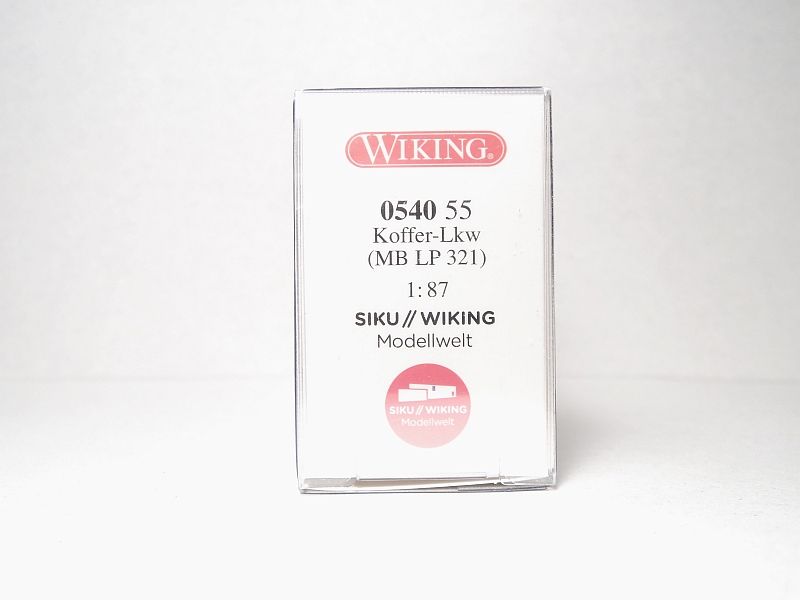 WIKING®
0540 55
Koffer-Lkw
(MB LP 321)
1:87
SIKU // WIKING
Modellwelt
SIKU // WIKING
Modellwelt